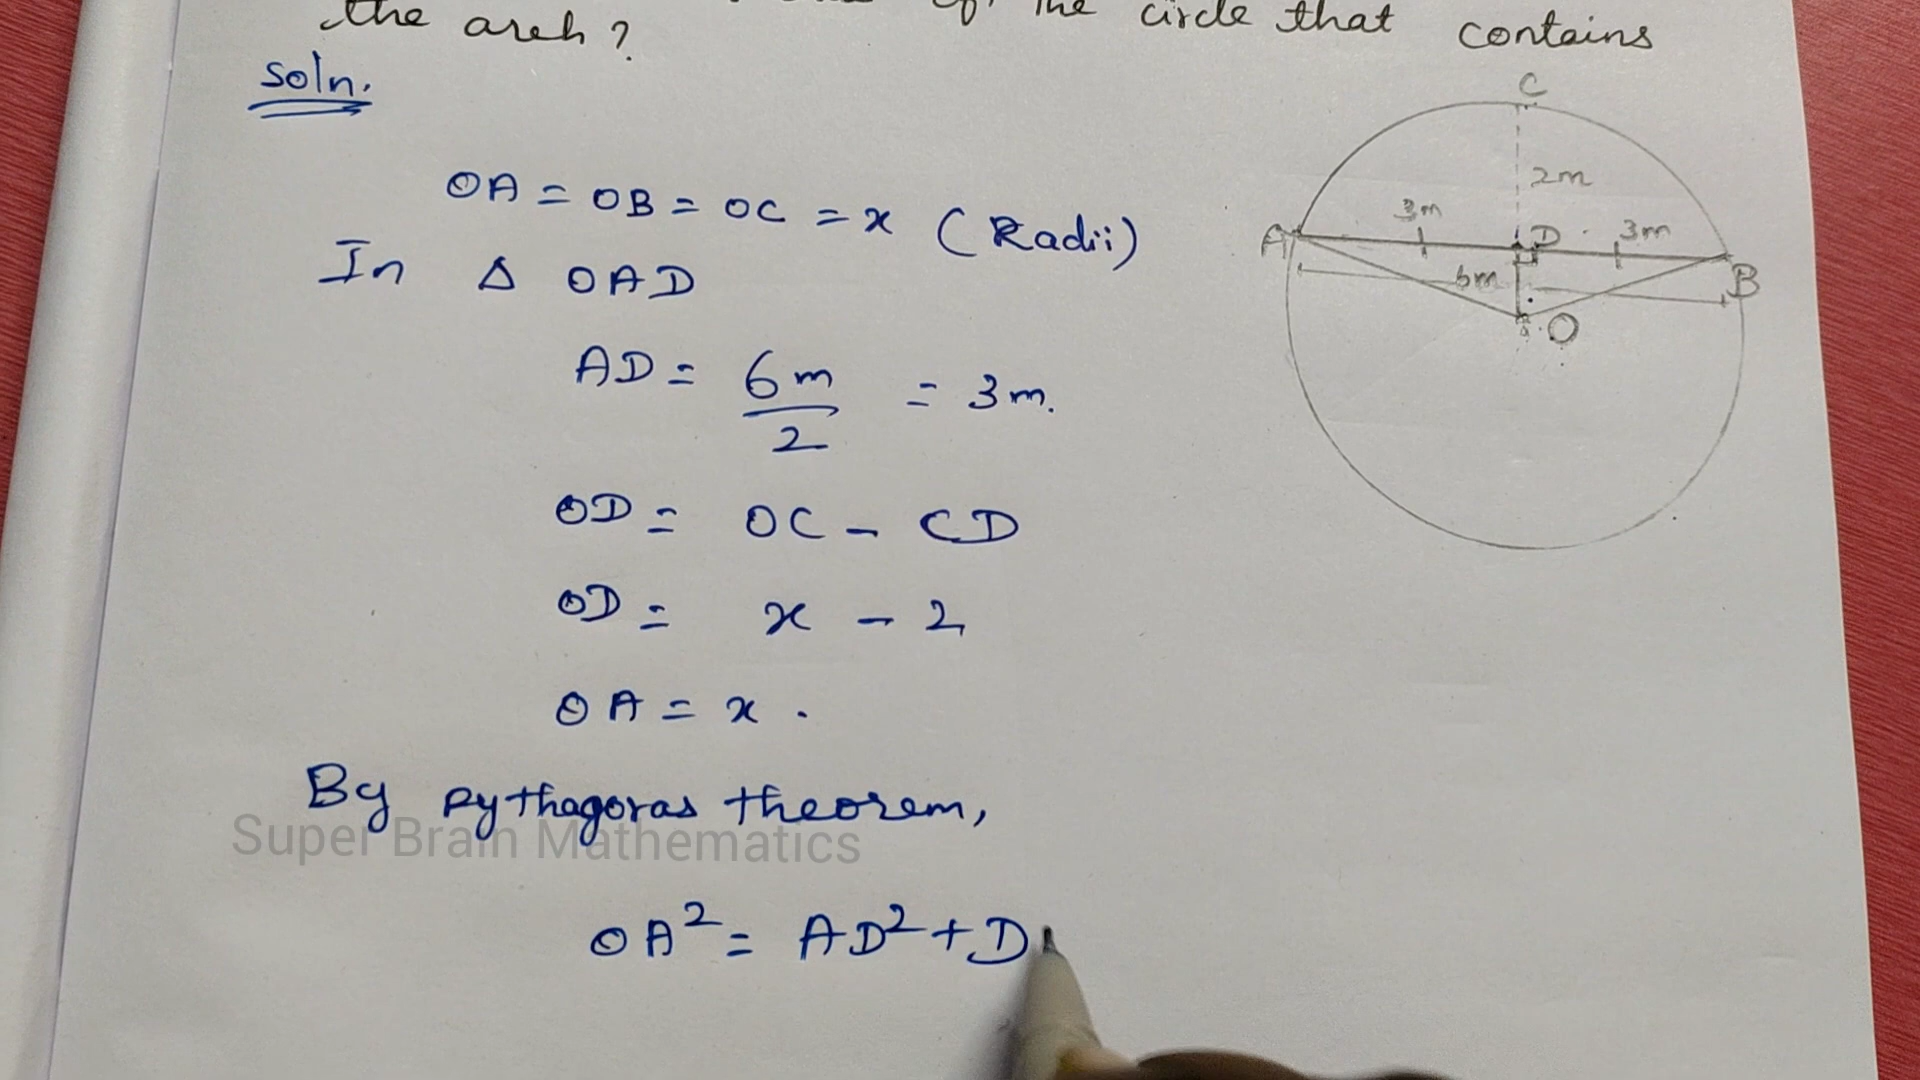 the circle that contains
the arch?
Soln.
OA = OB = OC = x (Radii)
In Δ OAD
AD = 6m/2 = 3m.
OD = OC - CD
OD = x - 2
OA = x.
By pythagoras theorem,
Super Brain Mathematics
OA² = AD² + D
C
2m
3m
3m
A
D
B
6m
O